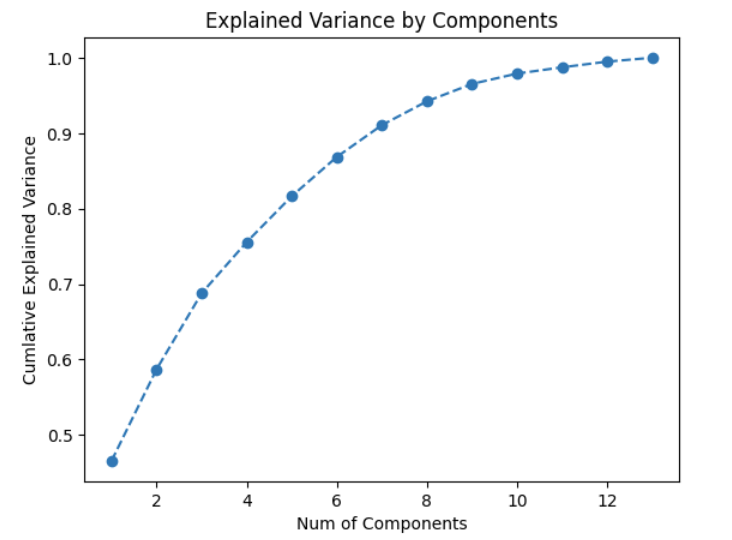 Explained Variance by Components
1.0
0.9
0.8
0.7
0.6
0.5
Cumlative Explained Variance
2 4 6 8 10 12
Num of Components